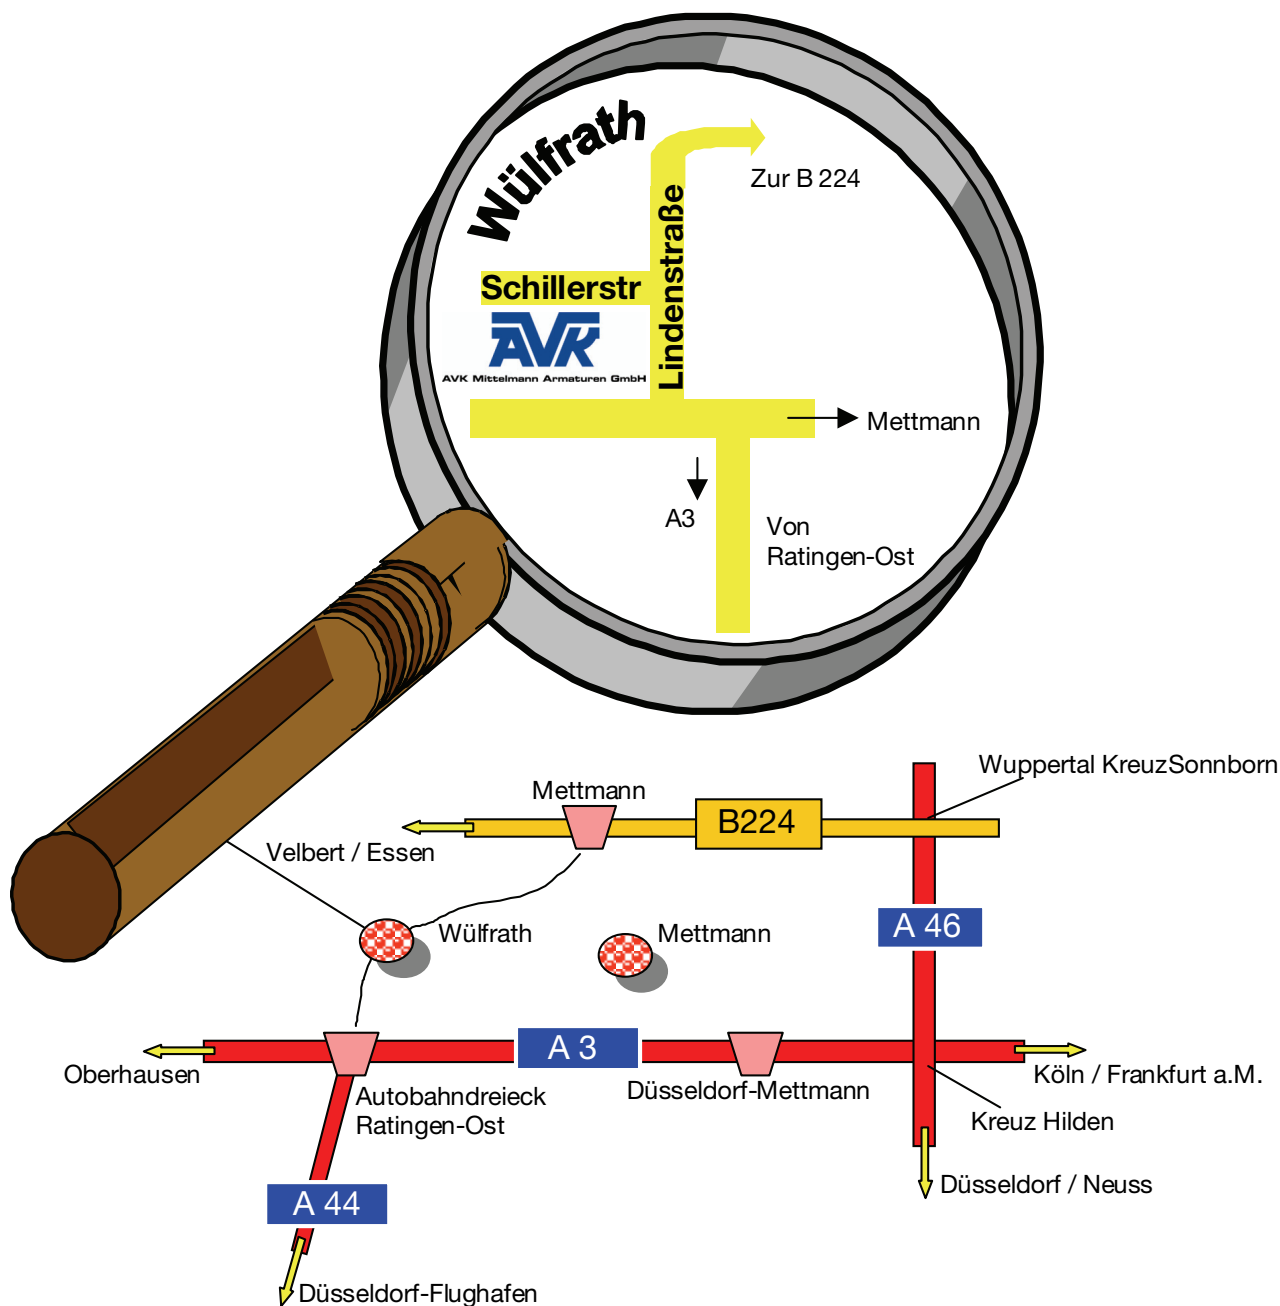 Wülfrath
Zur B 224
Lindenstraße
Schillerstr
AVK
AVK Mittelmann Armaturen GmbH
Mettmann
A3
Von
Ratingen-Ost
Wuppertal KreuzSonnborn
Mettmann
B224
Velbert / Essen
A 46
Wülfrath
Mettmann
A 3
Oberhausen
Köln / Frankfurt a.M.
Autobahndreieck
Ratingen-Ost
Düsseldorf-Mettmann
Kreuz Hilden
Düsseldorf / Neuss
A 44
Düsseldorf-Flughafen